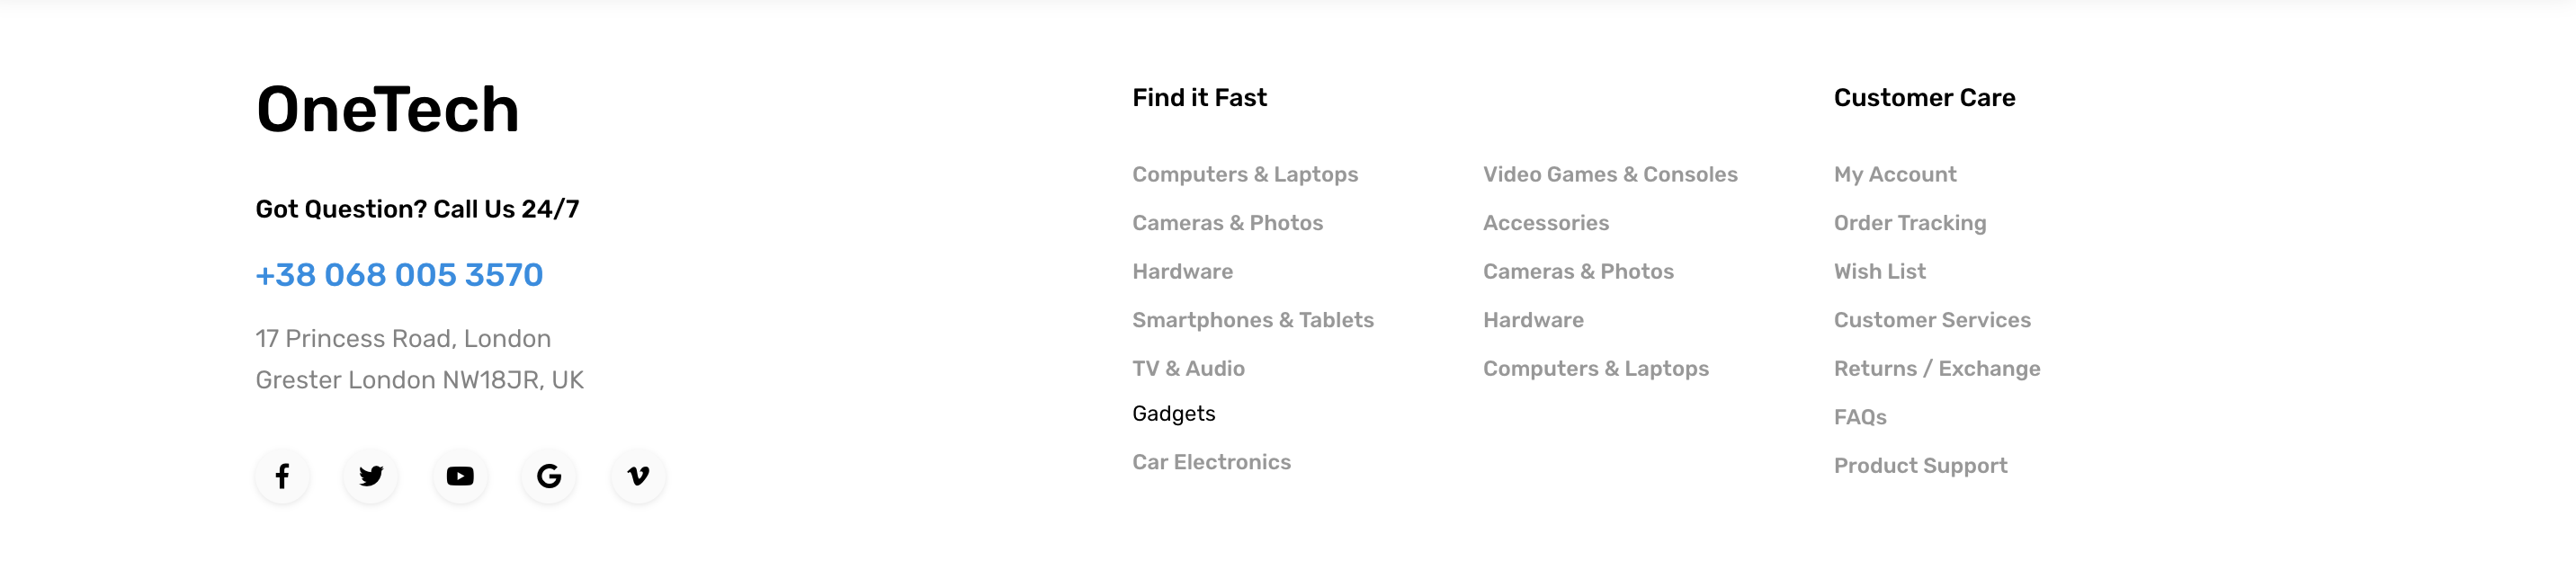 OneTech
Got Question? Call Us 24/7
+38 068 005 3570
17 Princess Road, London
Grester London NW18JR, UK
Find it Fast
Computers & Laptops
Cameras & Photos
Hardware
Smartphones & Tablets
TV & Audio
Gadgets
Car Electronics
Video Games & Consoles
Accessories
Cameras & Photos
Hardware
Computers & Laptops
Customer Care
My Account
Order Tracking
Wish List
Customer Services
Returns / Exchange
FAQs
Product Support